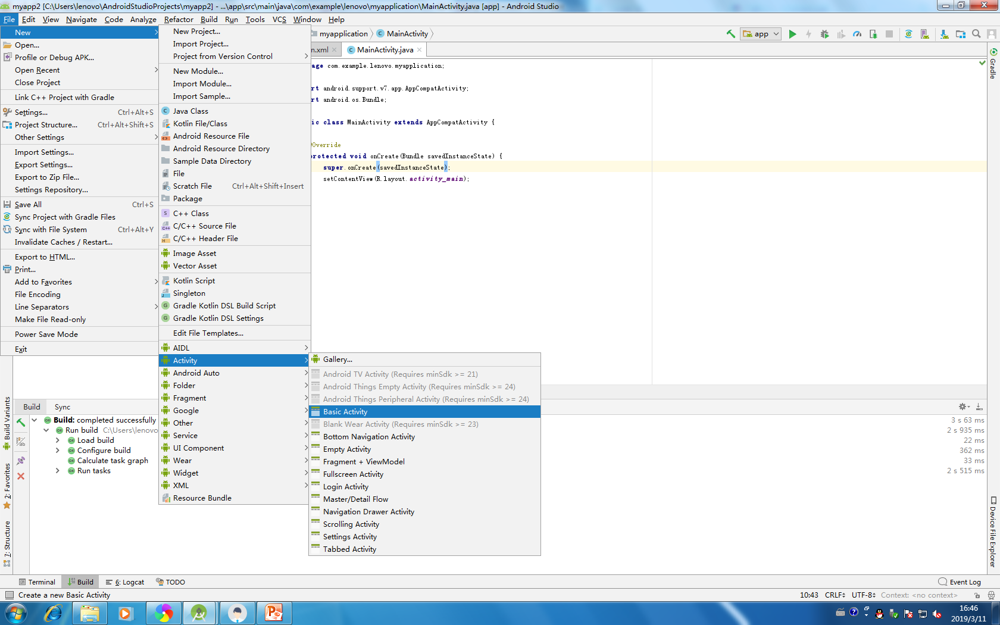 myapp2 [C:\Users\lenovo\AndroidStudioProjects\myapp2] - ...\app\src\main\java\com\example\lenovo\myapplication\MainActivity.java [app] - Android Studio
File Edit View Navigate Code Analyze Refactor Build Run Tools VCS Window Help
myapplication MainActivity
app
n.xml MainActivity.java
New
Open...
Profile or Debug APK...
Open Recent
Close Project
Link C++ Project with Gradle
Settings... Ctrl+Alt+S
Project Structure... Ctrl+Alt+Shift+S
Other Settings
Import Settings...
Export Settings...
Export to Zip File...
Settings Repository...
Save All Ctrl+S
Sync Project with Gradle Files
Sync with File System Ctrl+Alt+Y
Invalidate Caches / Restart...
Export to HTML...
Print...
Add to Favorites
File Encoding
Line Separators
Make File Read-only
Power Save Mode
Exit
New Project...
Import Project...
Project from Version Control
New Module...
Import Module...
Import Sample...
Java Class
Kotlin File/Class
Android Resource File
Android Resource Directory
Sample Data Directory
File
Scratch File Ctrl+Alt+Shift+Insert
Package
C++ Class
C/C++ Source File
C/C++ Header File
Image Asset
Vector Asset
Kotlin Script
Singleton
Gradle Kotlin DSL Build Script
Gradle Kotlin DSL Settings
Edit File Templates...
AIDL
Activity
Android Auto
Folder
Fragment
Google
Other
Service
UI Component
Wear
Widget
XML
Resource Bundle
Gallery...
Android TV Activity (Requires minSdk >= 21)
Android Things Empty Activity (Requires minSdk >= 24)
Android Things Peripheral Activity (Requires minSdk >= 24)
Basic Activity
Blank Wear Activity (Requires minSdk >= 23)
Bottom Navigation Activity
Empty Activity
Fragment + ViewModel
Fullscreen Activity
Login Activity
Master/Detail Flow
Navigation Drawer Activity
Scrolling Activity
Settings Activity
Tabbed Activity
age com.example.lenovo.myapplication;
rt android.support.v7.app.AppCompatActivity;
rt android.os.Bundle;
ic class MainActivity extends AppCompatActivity {
Override
rotected void onCreate(Bundle savedInstanceState) {
super.onCreate(savedInstanceState);
setContentView(R.layout.activity_main);
Gradle
Device File Explorer
Build Variants
2: Favorites
7: Structure
Build Sync
Build: completed successfully 3 s 63 ms
Run build C:\Users\lenovo 2 s 935 ms
Load build 22 ms
Configure build 362 ms
Calculate task graph 33 ms
Run tasks 2 s 515 ms
Terminal Build 6: Logcat TODO Event Log
Create a new Basic Activity 10:43 CRLF UTF-8 Context: <no context>
16:46
2019/3/11